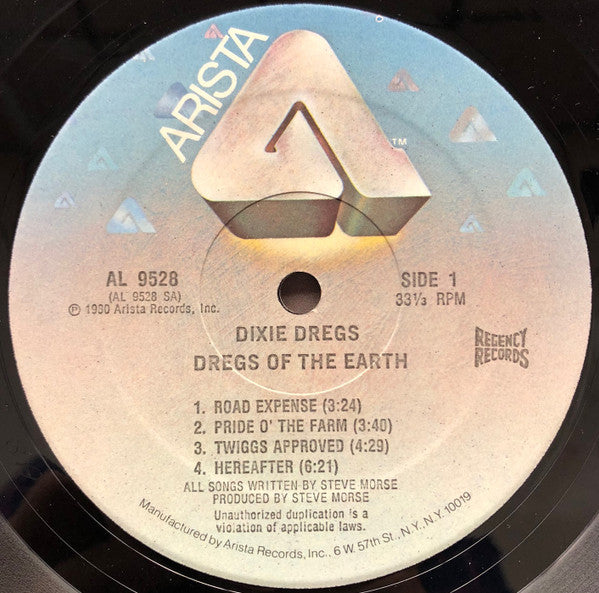 ARISTA
TM
AL 9528
(AL 9528 SA)
℗ 1980 Arista Records, Inc.
SIDE 1
33⅓ RPM
DIXIE DREGS
DREGS OF THE EARTH
REGENCY
RECORDS
1. ROAD EXPENSE (3:24)
2. PRIDE O' THE FARM (3:40)
3. TWIGGS APPROVED (4:29)
4. HEREAFTER (6:21)
ALL SONGS WRITTEN BY STEVE MORSE
PRODUCED BY STEVE MORSE
Unauthorized duplication is a
violation of applicable laws.
Manufactured by Arista Records, Inc., 6 W. 57th St., N.Y. N.Y. 10019